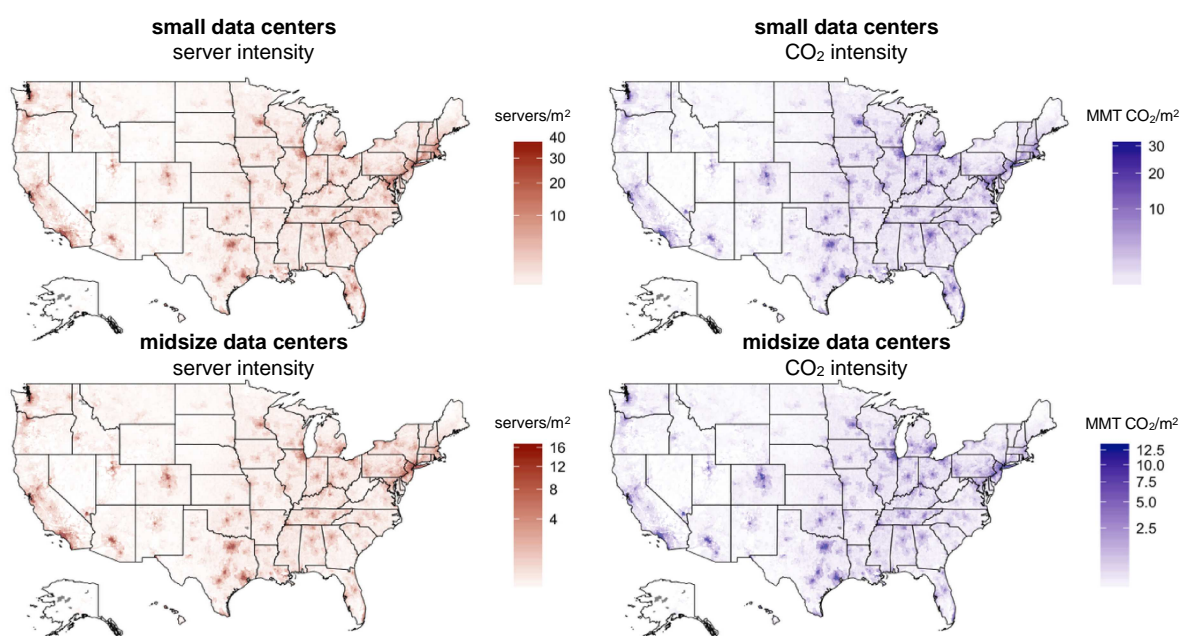 small data centers
server intensity
servers/m²
40
30
20
10
small data centers
CO₂ intensity
MMT CO₂/m²
30
20
10
midsize data centers
server intensity
servers/m²
16
12
8
4
midsize data centers
CO₂ intensity
MMT CO₂/m²
12.5
10.0
7.5
5.0
2.5